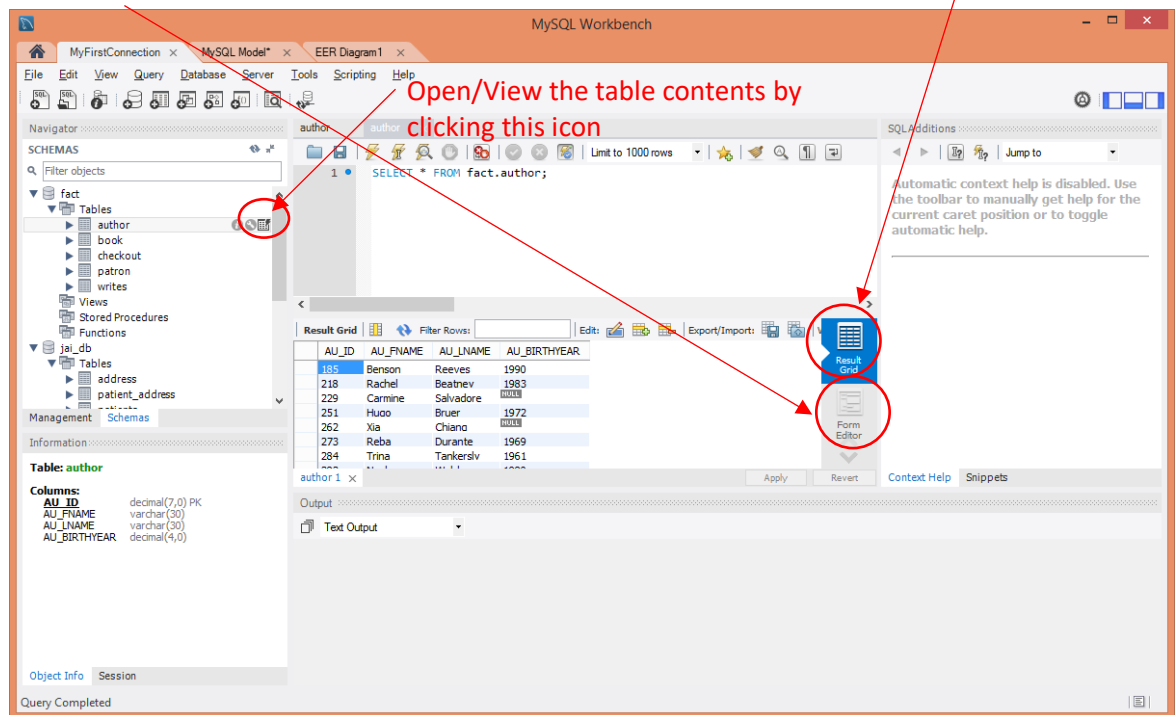 MySQL Workbench
MyFirstConnection × MySQL Model* × EER Diagram1 ×
File Edit View Query Database Server Tools Scripting Help
Open/View the table contents by
clicking this icon
Navigator
SCHEMAS
Filter objects
fact
Tables
author
book
checkout
patron
writes
Views
Stored Procedures
Functions
jai_db
Tables
address
patient_address
Management Schemas
Information
Table: author
Columns:
AU_ID decimal(7,0) PK
AU_FNAME varchar(30)
AU_LNAME varchar(30)
AU_BIRTHYEAR decimal(4,0)
Object Info Session
author author
Limit to 1000 rows
1 SELECT * FROM fact.author;
Result Grid Filter Rows: Edit: Export/Import:
AU_ID AU_FNAME AU_LNAME AU_BIRTHYEAR
185 Benson Reeves 1990
218 Rachel Beatney 1983
229 Carmine Salvadore NULL
251 Hugo Bruer 1972
262 Xia Chiang NULL
273 Reba Durante 1969
284 Trina Tankersly 1961
Result
Grid
Form
Editor
author 1 × Apply Revert
Output
Text Output
SQLAdditions
Jump to
Automatic context help is disabled. Use
the toolbar to manually get help for the
current caret position or to toggle
automatic help.
Context Help Snippets
Query Completed